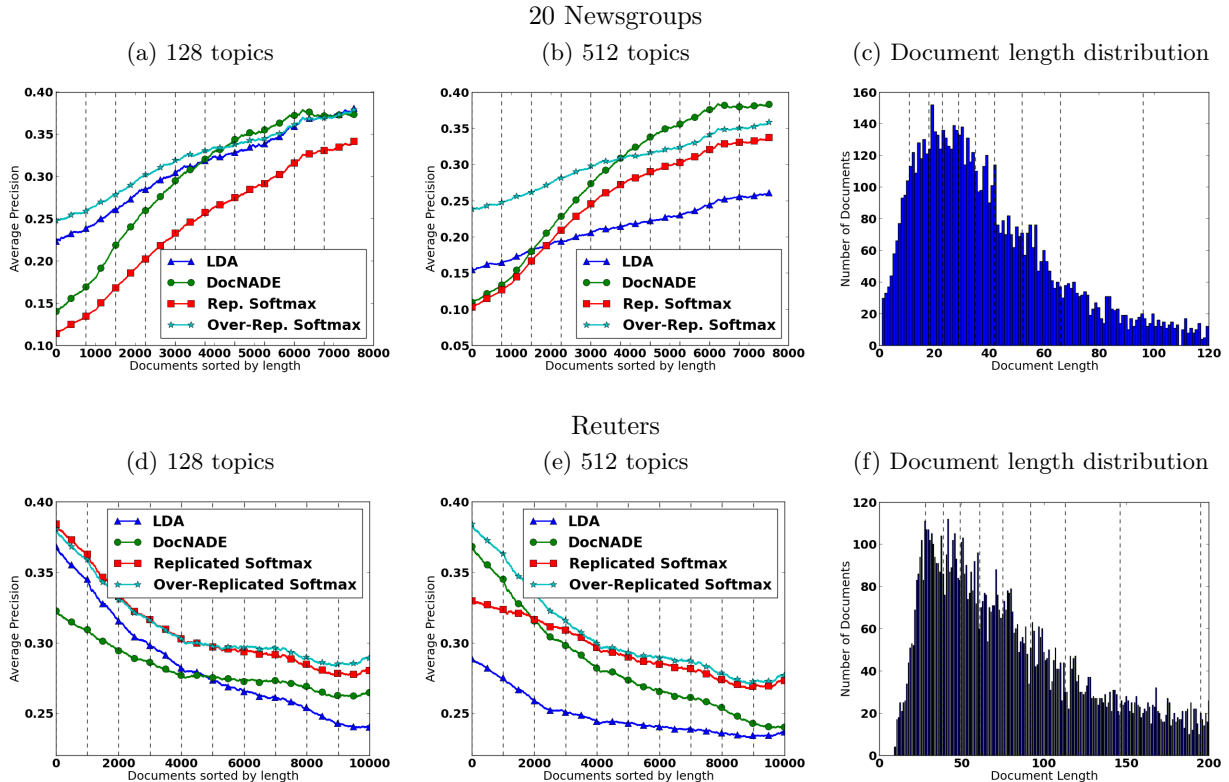 20 Newsgroups
(a) 128 topics
(b) 512 topics
(c) Document length distribution
0.40
0.35
0.30
0.25
0.20
0.15
0.10
Average Precision
LDA
DocNADE
Rep. Softmax
Over-Rep. Softmax
0 1000 2000 3000 4000 5000 6000 7000 8000
Documents sorted by length
0.40
0.35
0.30
0.25
0.20
0.15
0.10
0.05
Average Precision
LDA
DocNADE
Rep. Softmax
Over-Rep. Softmax
0 1000 2000 3000 4000 5000 6000 7000 8000
Documents sorted by length
160
140
120
100
80
60
40
20
0
Number of Documents
0 20 40 60 80 100 120
Document Length
Reuters
(d) 128 topics
(e) 512 topics
(f) Document length distribution
0.40
0.35
0.30
0.25
Average Precision
LDA
DocNADE
Replicated Softmax
Over-Replicated Softmax
0 2000 4000 6000 8000 10000
Documents sorted by length
0.40
0.35
0.30
0.25
Average Precision
LDA
DocNADE
Replicated Softmax
Over-Replicated Softmax
0 2000 4000 6000 8000 10000
Documents sorted by length
120
100
80
60
40
20
0
Number of Documents
0 50 100 150 200
Document Length